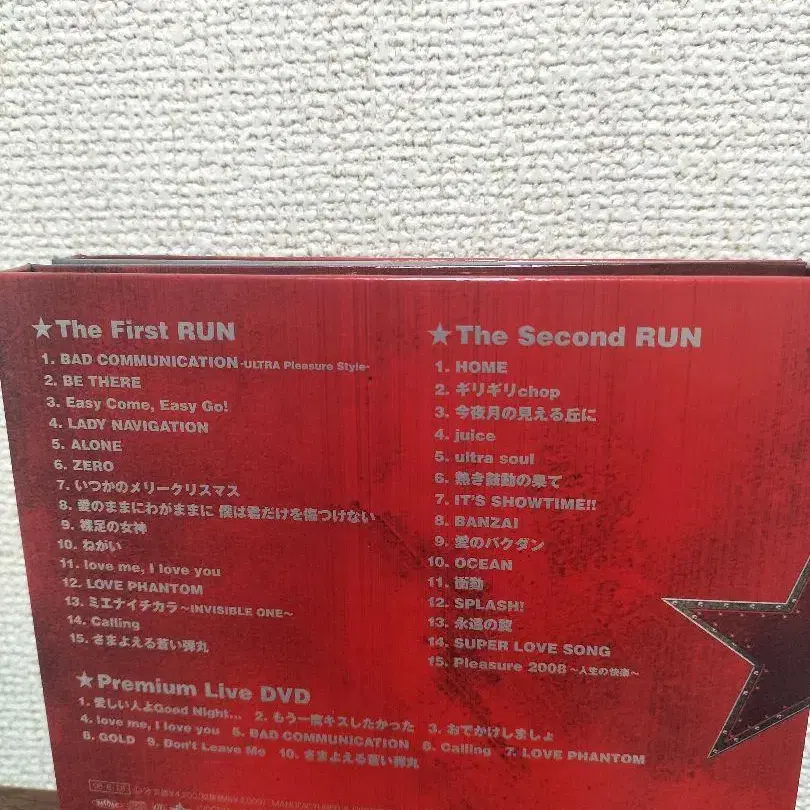 ★The First RUN
1. BAD COMMUNICATION -ULTRA Pleasure Style-
2. BE THERE
3. Easy Come, Easy Go!
4. LADY NAVIGATION
5. ALONE
6. ZERO
7. いつかのメリークリスマス
8. 愛のままにわがままに 僕は君だけを傷つけない
9. 裸足の女神
10. ねがい
11. love me, I love you
12. LOVE PHANTOM
13. ミエナイチカラ ～INVISIBLE ONE～
14. Calling
15. さまよえる蒼い弾丸
★The Second RUN
1. HOME
2. ギリギリchop
3. 今夜月の見える丘に
4. juice
5. ultra soul
6. 熱き鼓動の果て
7. IT'S SHOWTIME!!
8. BANZAI
9. 愛のバクダン
10. OCEAN
11. 衝動
12. SPLASH!
13. 永遠の翼
14. SUPER LOVE SONG
15. Pleasure 2008 ～人生の快楽～
★Premium Live DVD
1. 愛しい人よGood Night... 2. もう一度キスしたかった 3. おでかけしましょ
4. love me, I love you 5. BAD COMMUNICATION 6. Calling 7. LOVE PHANTOM
8. GOLD 9. Don't Leave Me 10. さまよえる蒼い弾丸